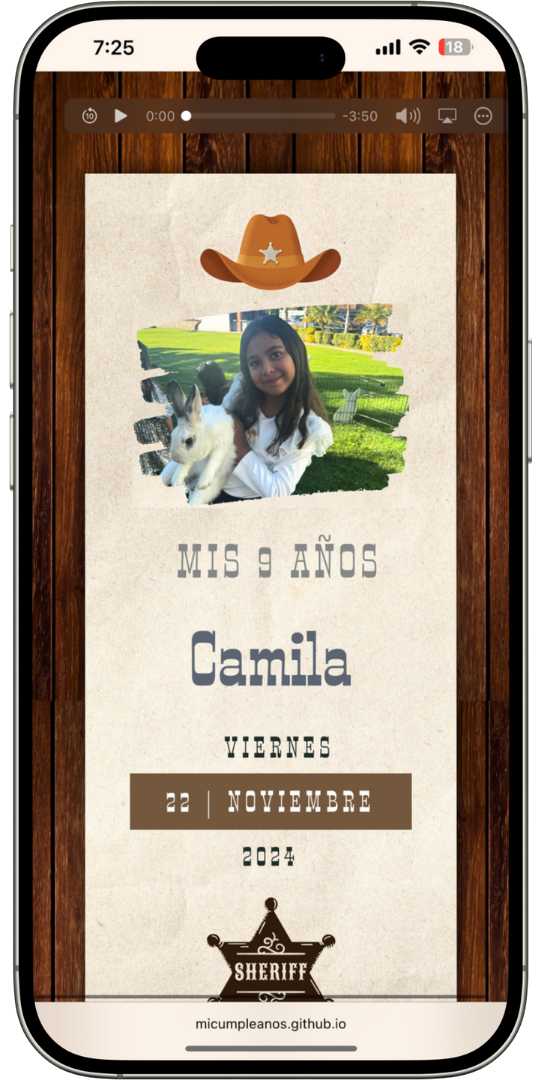 7:25
18
10
0:00
-3:50
MIS 9 AÑOS
Camila
VIERNES
22 | NOVIEMBRE
2024
SHERIFF
micumpleanos.github.io